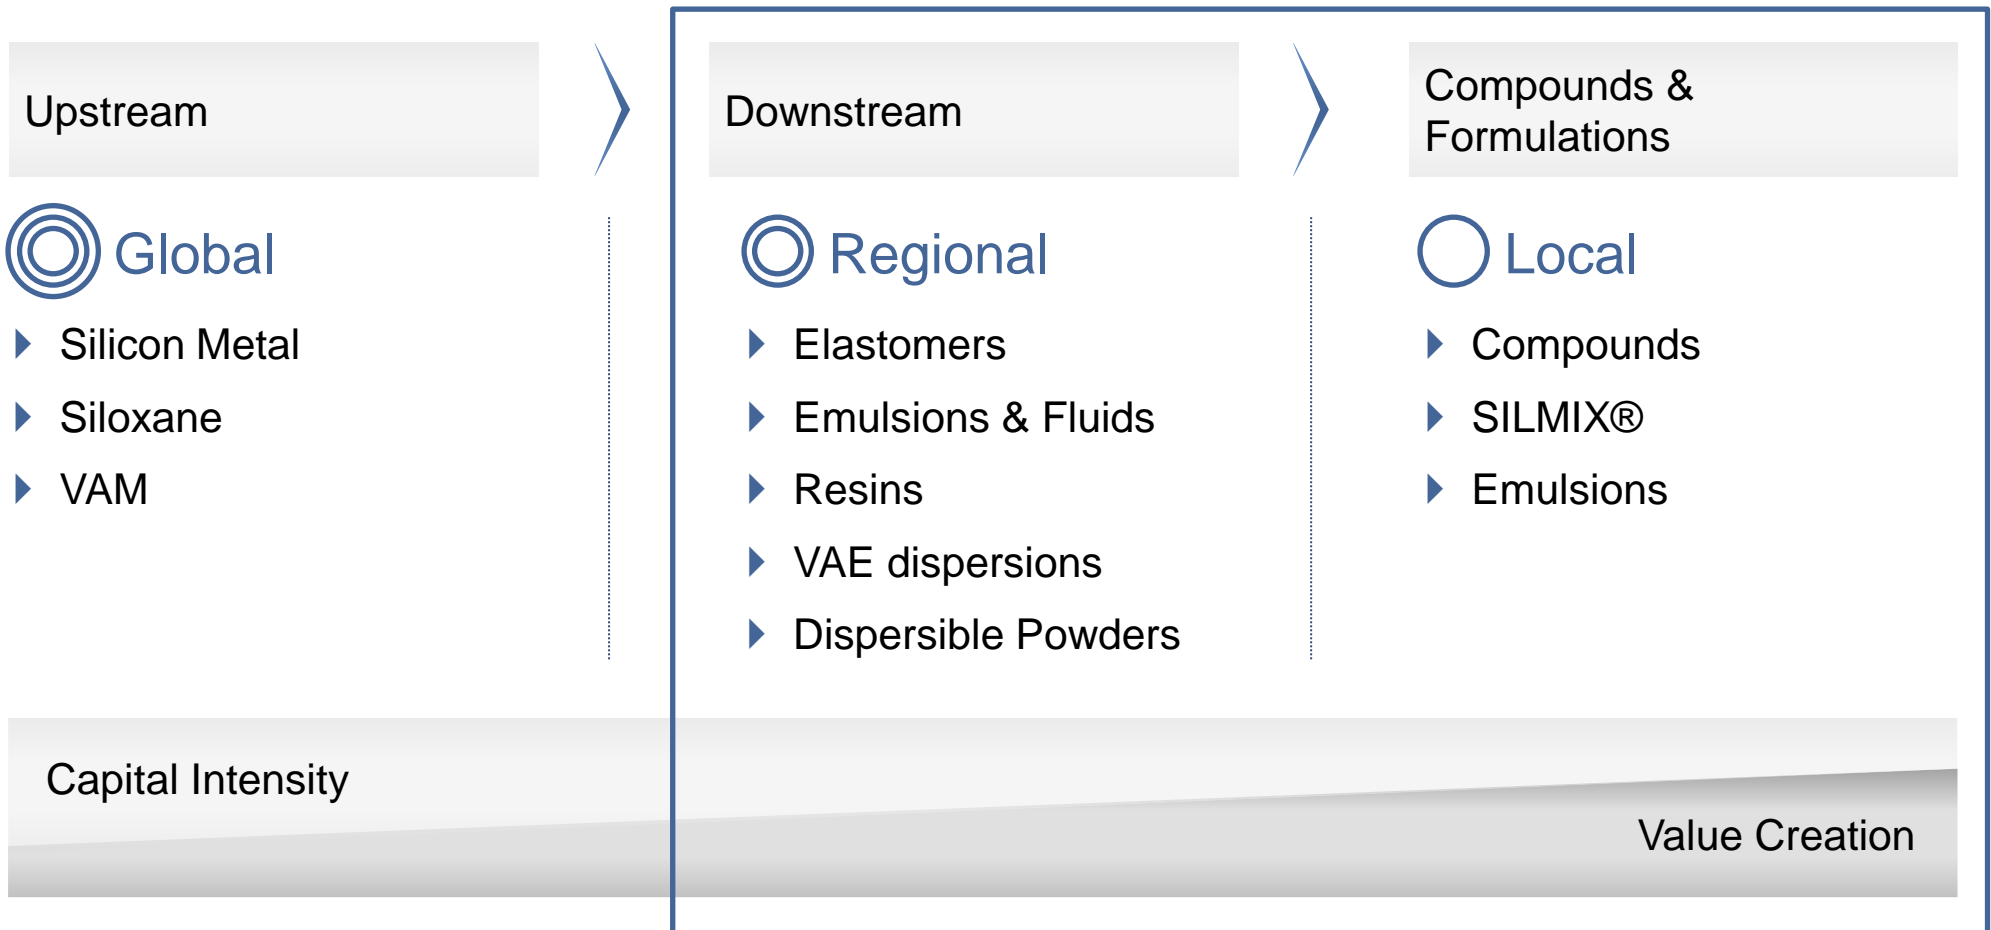 Upstream
Downstream
Compounds &
Formulations
Global
Silicon Metal
Siloxane
VAM
Regional
Elastomers
Emulsions & Fluids
Resins
VAE dispersions
Dispersible Powders
Local
Compounds
SILMIX®
Emulsions
Capital Intensity
Value Creation